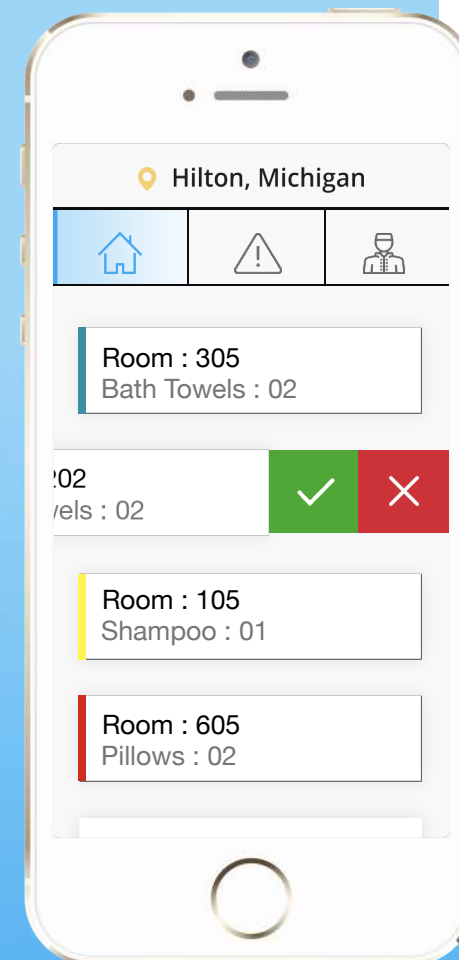 Hilton, Michigan
Room : 305
Bath Towels : 02
202
vels : 02
Room : 105
Shampoo : 01
Room : 605
Pillows : 02